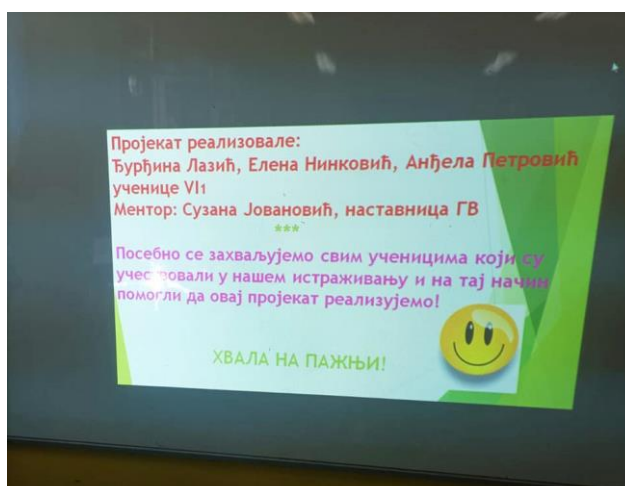 Пројекат реализовале:
Ђурђина Лазић, Елена Нинковић, Анђела Петровић
ученице VI1
Ментор: Сузана Јовановић, наставница ГВ
***
Посебно се захваљујемо свим ученицима који су
учествовали у нашем истраживању и на тај начин
помогли да овај пројекат реализујемо!
ХВАЛА НА ПАЖЊИ!